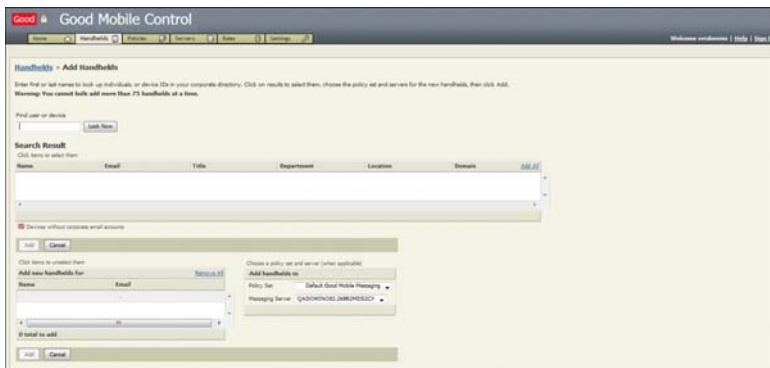 Good Good Mobile Control
Home Handhelds Policies Servers Roles Settings
Welcome | Help | Sign
Handhelds > Add Handhelds
Enter first or last names to look up individuals, or device IDs in your corporate directory. Click on results to select them, choose the policy set and servers for the new handhelds, then click Add.
Warning: You cannot bulk add more than 75 handhelds at a time.
Find user or device
Look Now
Search Result
Click items to select them
Name Email Title Department Location Domain Add All
Devices without corporate email accounts
Add Cancel
Click items to unselect them
Add new handhelds for Remove All
Name Email
0 total to add
Choose a policy set and server (when applicable)
Add handhelds to
Policy Set Default Good Mobile Messaging
Messaging Server
Add Cancel